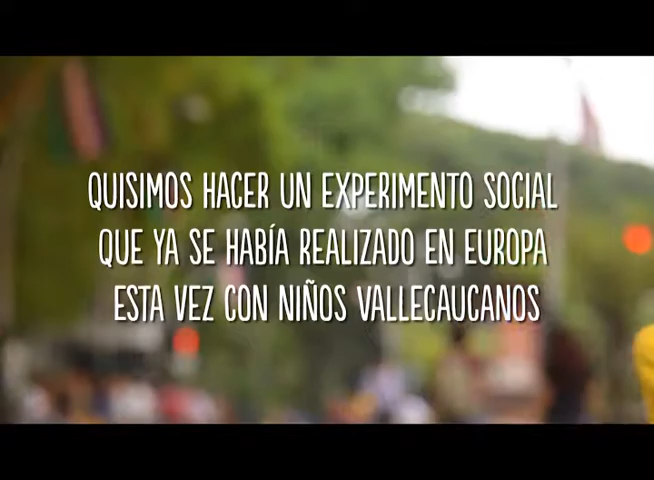 QUISIMOS HACER UN EXPERIMENTO SOCIAL
QUE YA SE HABÍA REALIZADO EN EUROPA
ESTA VEZ CON NIÑOS VALLECAUCANOS